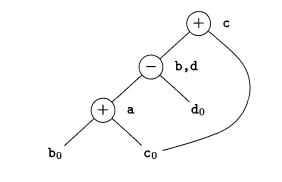 + c
− b,d
+ a d₀
b₀ c₀